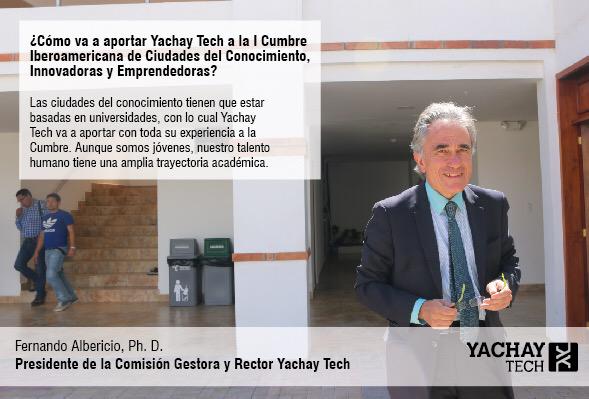 ¿Cómo va a aportar Yachay Tech a la I Cumbre
Iberoamericana de Ciudades del Conocimiento,
Innovadoras y Emprendedoras?
Las ciudades del conocimiento tienen que estar
basadas en universidades, con lo cual Yachay
Tech va a aportar con toda su experiencia a la
Cumbre. Aunque somos jóvenes, nuestro talento
humano tiene una amplia trayectoria académica.
Fernando Albericio, Ph. D.
Presidente de la Comisión Gestora y Rector Yachay Tech
YACHAY
TECH